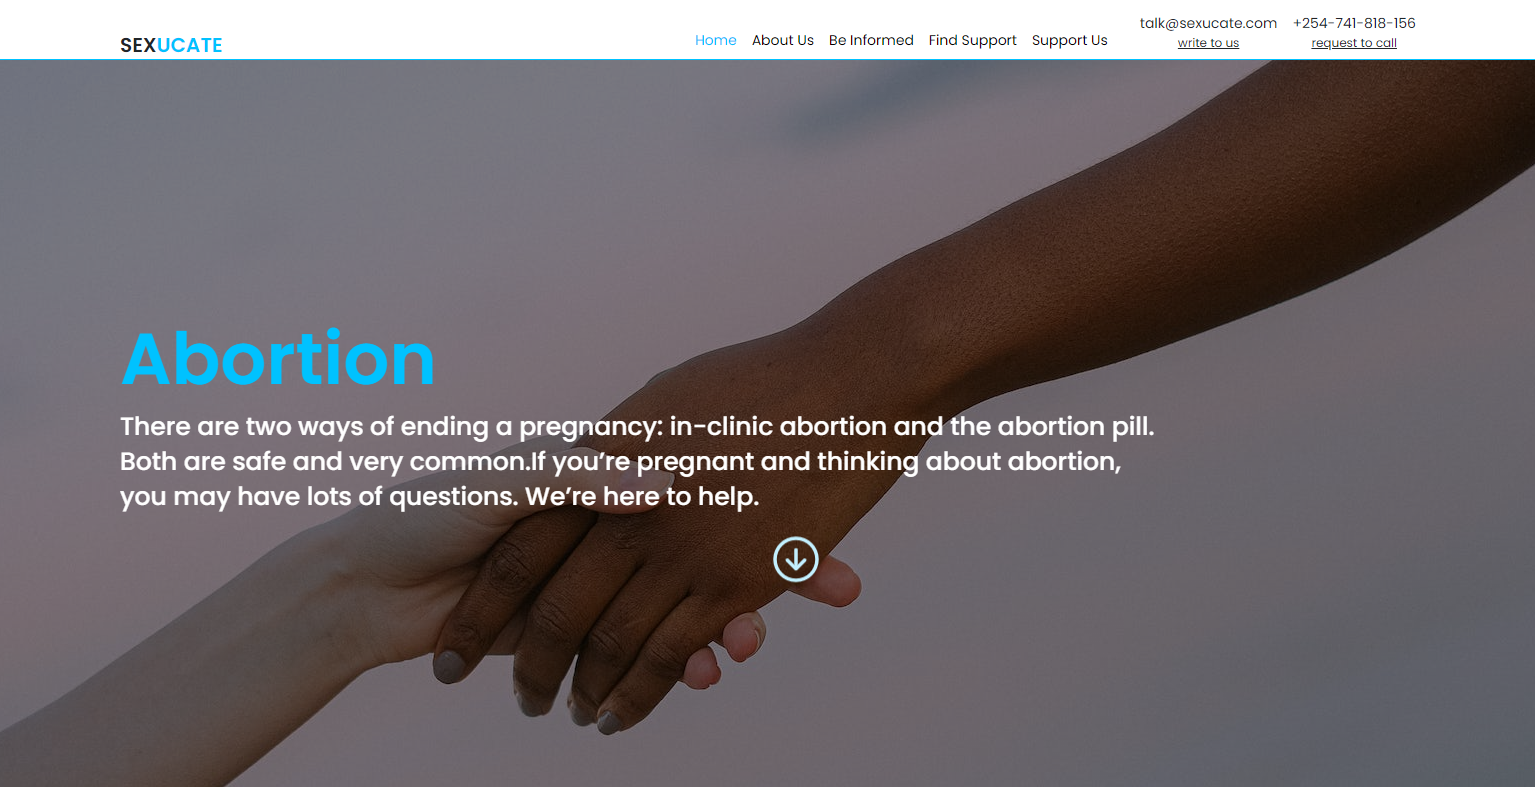 SEXUCATE
Home About Us Be Informed Find Support Support Us
talk@sexucate.com +254-741-818-156
write to us request to call
Abortion
There are two ways of ending a pregnancy: in-clinic abortion and the abortion pill.
Both are safe and very common.If you’re pregnant and thinking about abortion,
you may have lots of questions. We’re here to help.